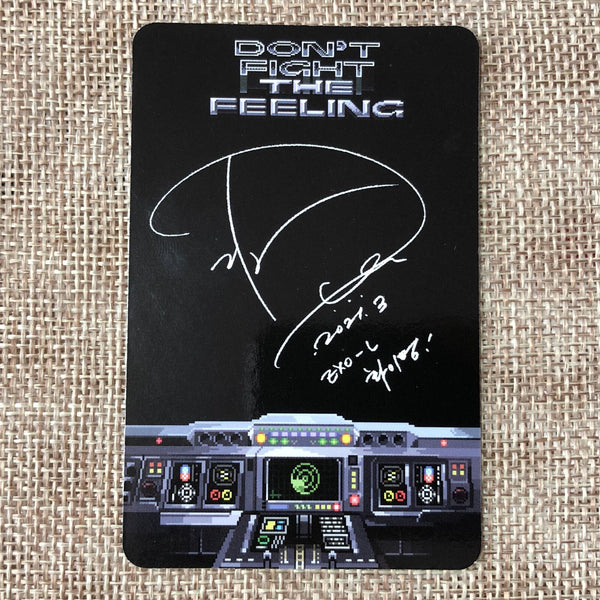 DON'T
FIGHT
THE
FEELING
2021. 3
EXO-L
화이팅!